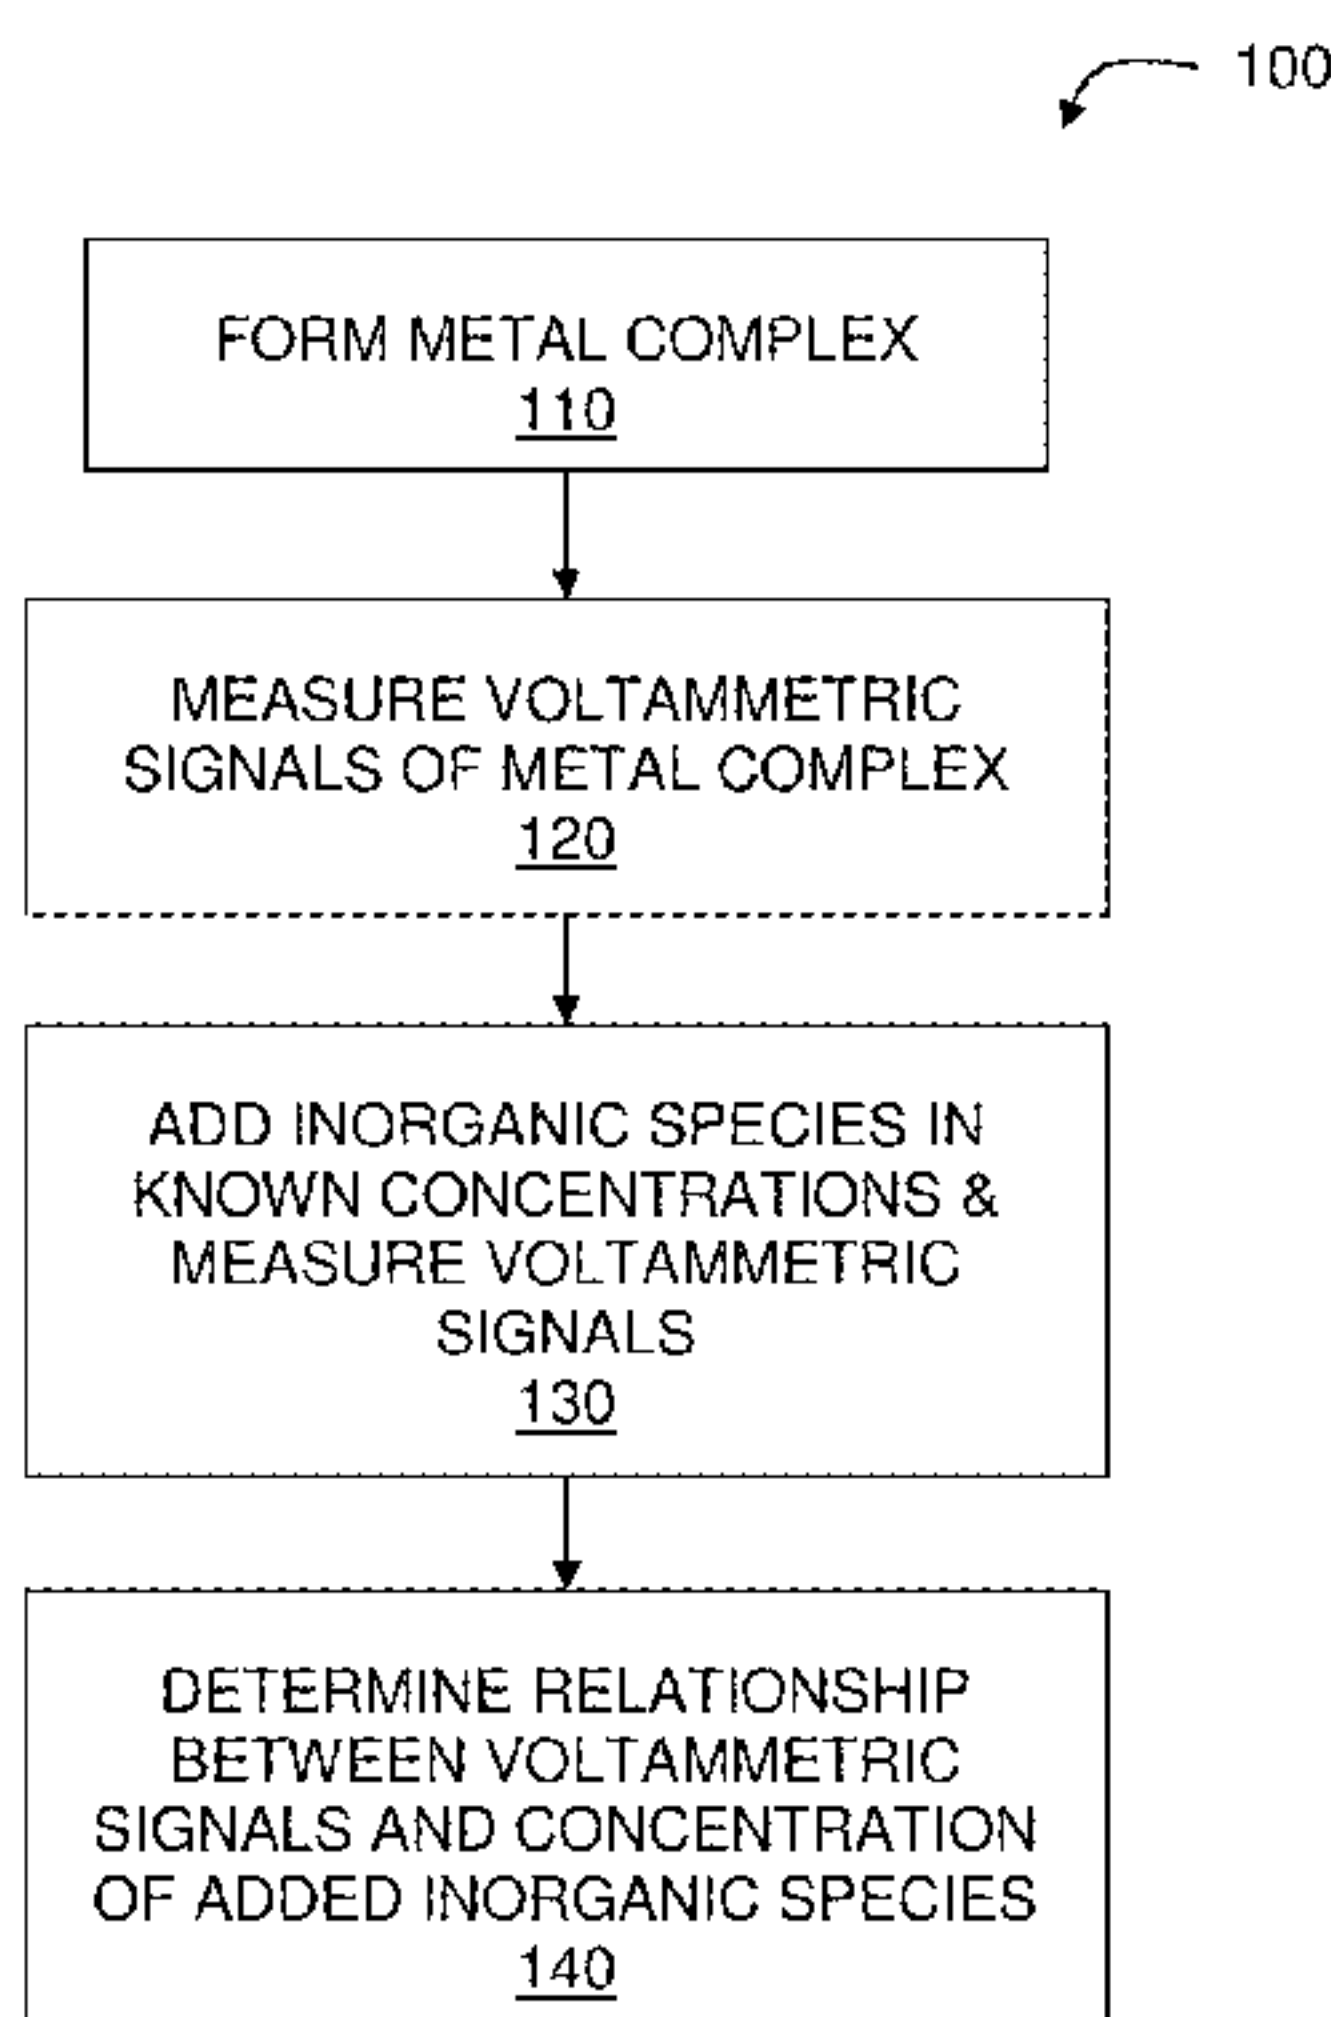 100
FORM METAL COMPLEX
110
MEASURE VOLTAMMETRIC
SIGNALS OF METAL COMPLEX
120
ADD INORGANIC SPECIES IN
KNOWN CONCENTRATIONS &
MEASURE VOLTAMMETRIC
SIGNALS
130
DETERMINE RELATIONSHIP
BETWEEN VOLTAMMETRIC
SIGNALS AND CONCENTRATION
OF ADDED INORGANIC SPECIES
140